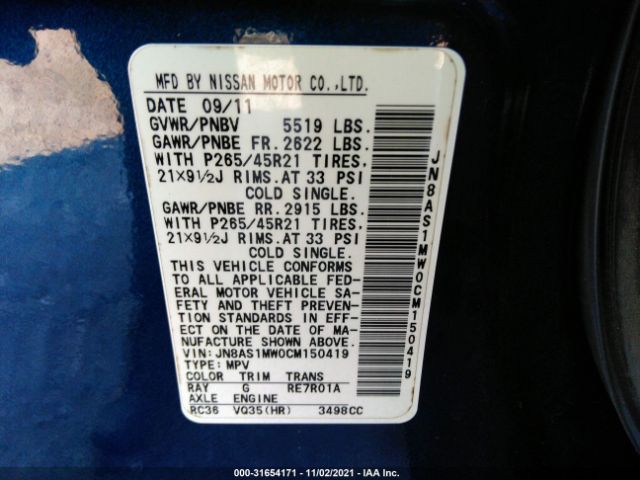 MFD BY NISSAN MOTOR CO.,LTD.
DATE 09/11
GVWR/PNBV 5519 LBS.
GAWR/PNBE FR. 2622 LBS.
WITH P265/45R21 TIRES,
21×9½J RIMS. AT 33 PSI
COLD SINGLE.
GAWR/PNBE RR. 2915 LBS.
WITH P265/45R21 TIRES,
21×9½J RIMS. AT 33 PSI
COLD SINGLE.
THIS VEHICLE CONFORMS
TO ALL APPLICABLE FED-
ERAL MOTOR VEHICLE SA-
FETY AND THEFT PREVEN-
TION STANDARDS IN EFF-
ECT ON THE DATE OF MA-
NUFACTURE SHOWN ABOVE.
VIN: JN8AS1MW0CM150419
TYPE: MPV
COLOR TRIM TRANS
RAY G RE7R01A
AXLE ENGINE
RC36 VQ35(HR) 3498CC
JN8AS1MW0CM150419
000-31654171 - 11/02/2021 - IAA Inc.